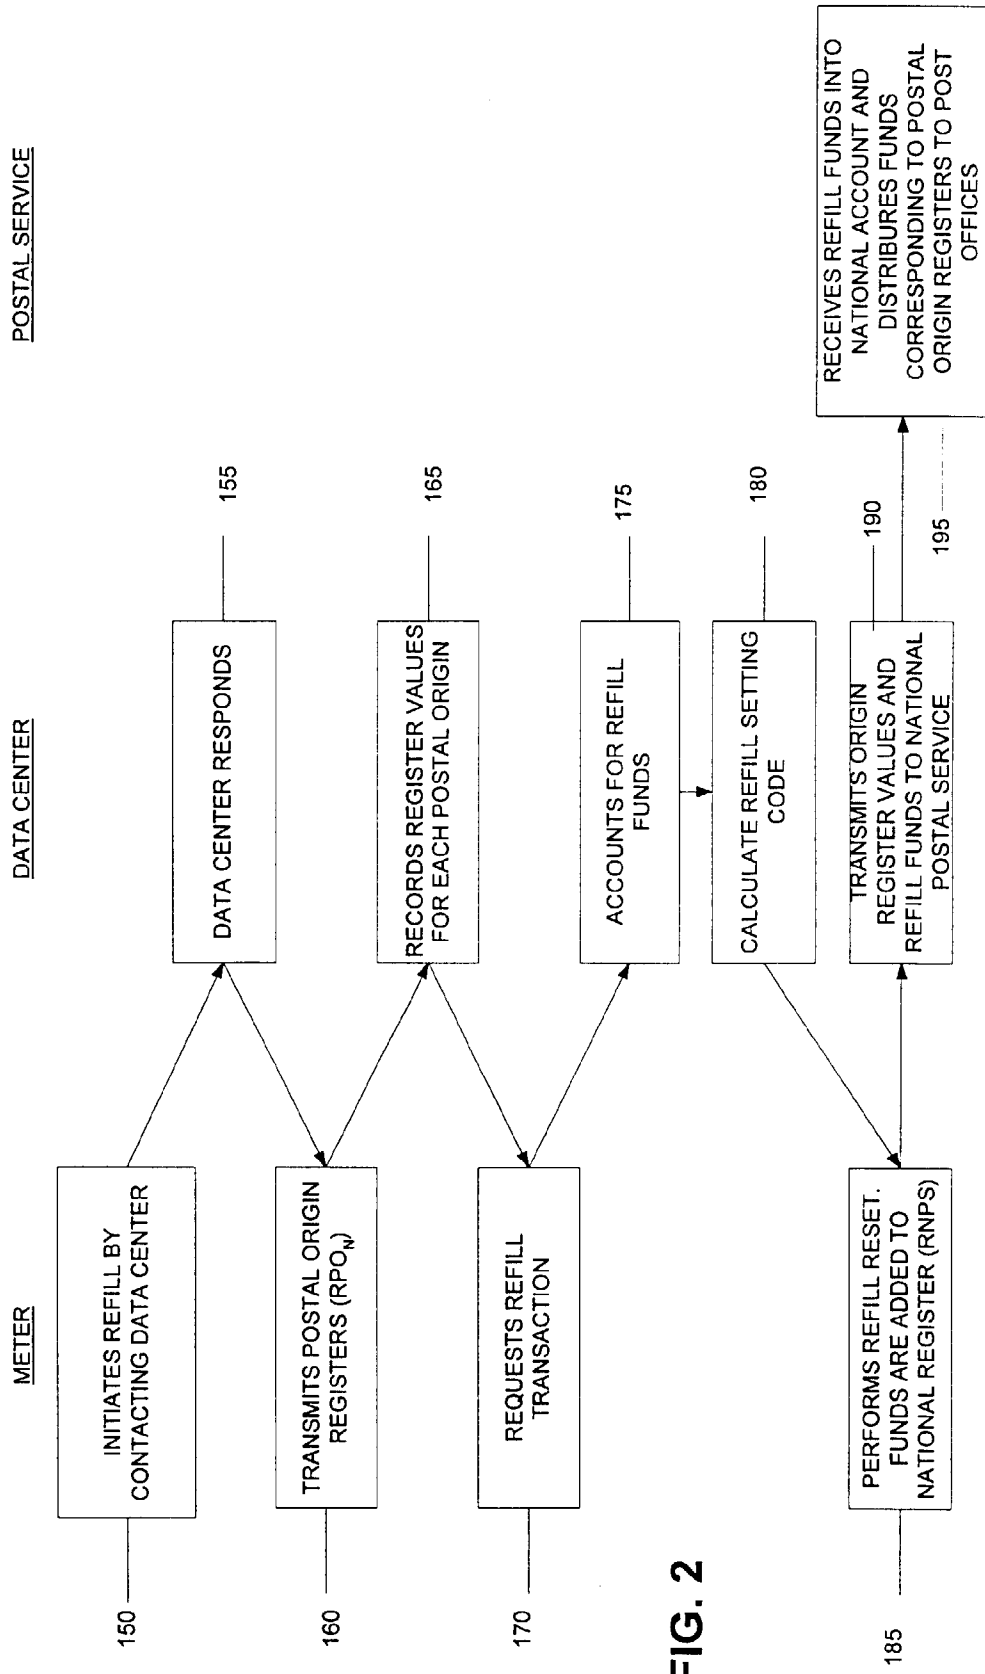 METER
DATA CENTER
POSTAL SERVICE
150
INITIATES REFILL BY
CONTACTING DATA CENTER
DATA CENTER RESPONDS
155
160
TRANSMITS POSTAL ORIGIN
REGISTERS (RPON)
RECORDS REGISTER VALUES
FOR EACH POSTAL ORIGIN
165
170
REQUESTS REFILL
TRANSACTION
ACCOUNTS FOR REFILL
FUNDS
175
CALCULATE REFILL SETTING
CODE
180
185
PERFORMS REFILL RESET.
FUNDS ARE ADDED TO
NATIONAL REGISTER (RNPS)
TRANSMITS ORIGIN
REGISTER VALUES AND
REFILL FUNDS TO NATIONAL
POSTAL SERVICE
190
195
RECEIVES REFILL FUNDS INTO
NATIONAL ACCOUNT AND
DISTRIBURES FUNDS
CORRESPONDING TO POSTAL
ORIGIN REGISTERS TO POST
OFFICES
FIG. 2